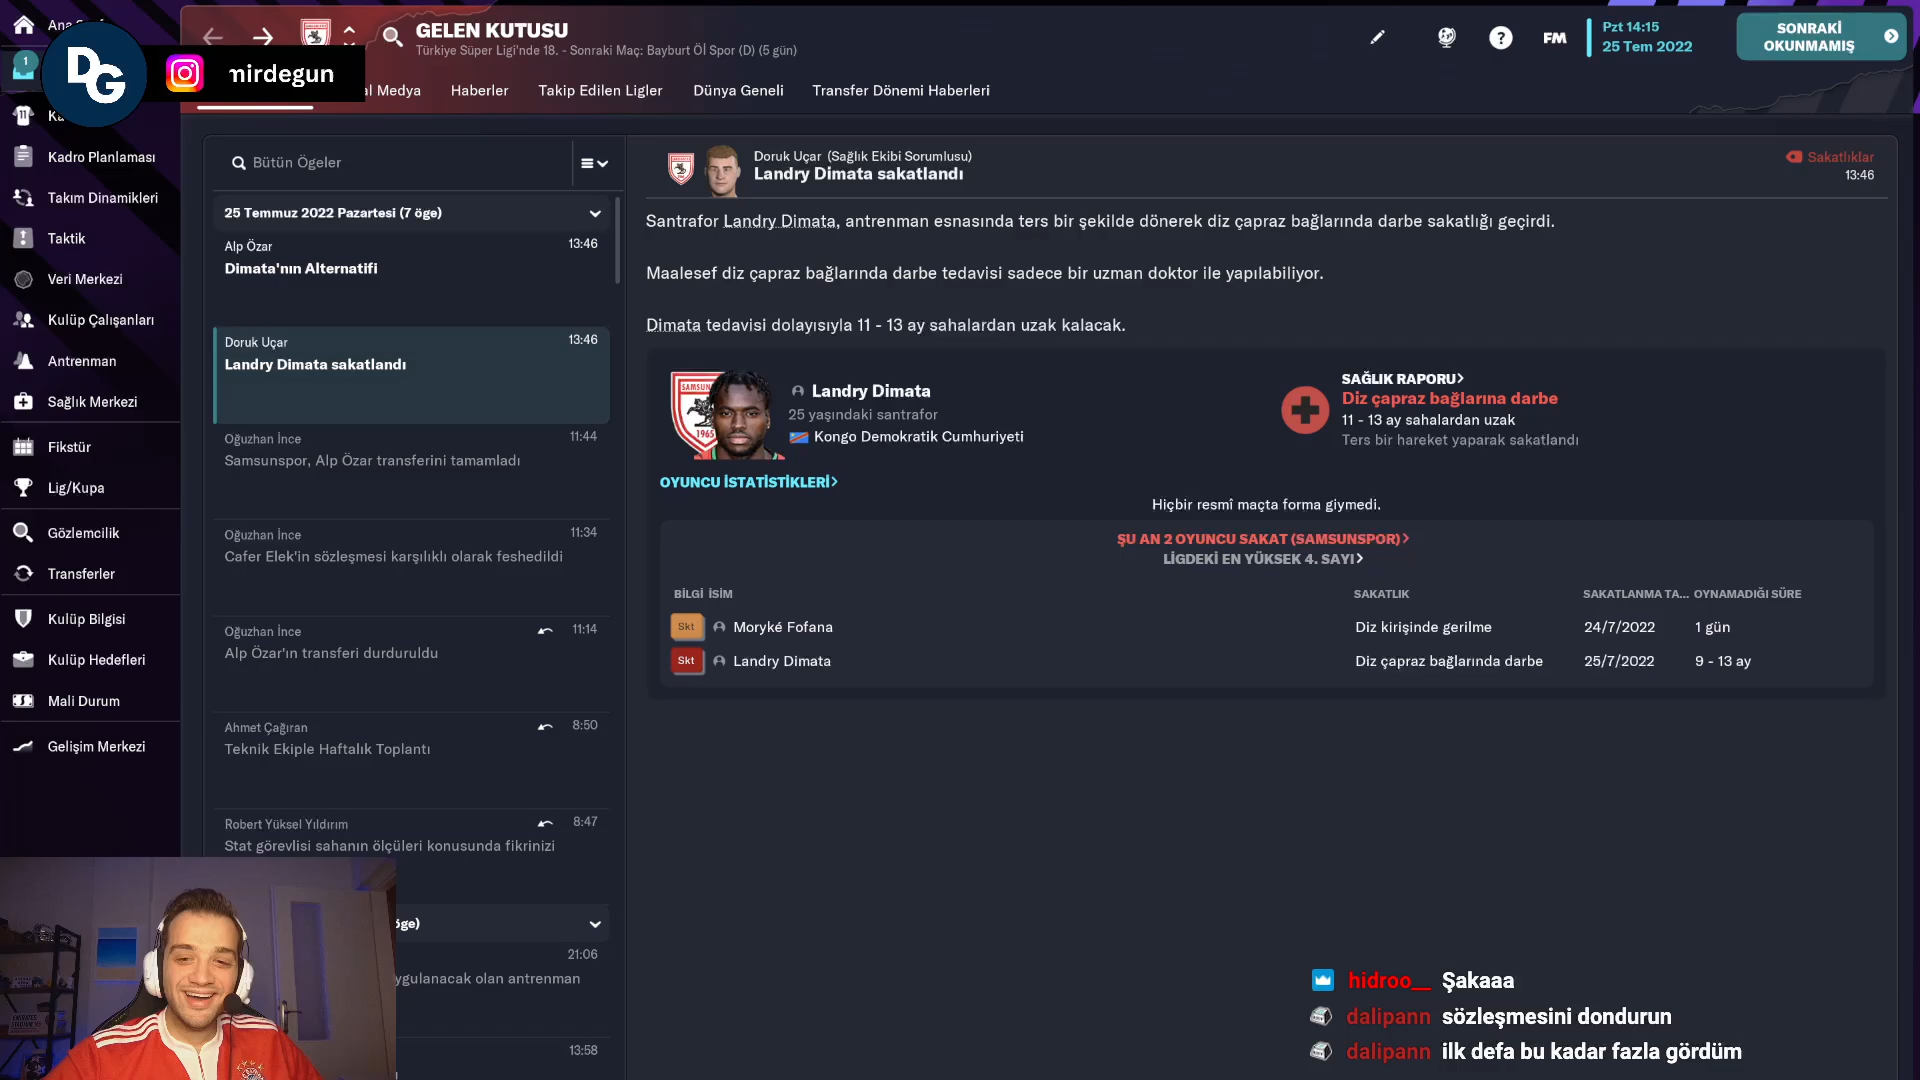 GELEN KUTUSU
Türkiye Süper Ligi'nde 18. - Sonraki Maç: Bayburt Öl Spor (D) (5 gün)
FM
Pzt 14:15
25 Tem 2022
SONRAKİ
OKUNMAMIŞ
1
DG
mirdegun
al Medya
Haberler
Takip Edilen Ligler
Dünya Geneli
Transfer Dönemi Haberleri
Kadro Planlaması
Takım Dinamikleri
Taktik
Veri Merkezi
Kulüp Çalışanları
Antrenman
Sağlık Merkezi
Fikstür
Lig/Kupa
Gözlemcilik
Transferler
Kulüp Bilgisi
Kulüp Hedefleri
Mali Durum
Gelişim Merkezi
Bütün Ögeler
25 Temmuz 2022 Pazartesi (7 öge)
Alp Özar 13:46
Dimata'nın Alternatifi
Doruk Uçar 13:46
Landry Dimata sakatlandı
Oğuzhan İnce 11:44
Samsunspor, Alp Özar transferini tamamladı
Oğuzhan İnce 11:34
Cafer Elek'in sözleşmesi karşılıklı olarak feshedildi
Oğuzhan İnce 11:14
Alp Özar'ın transferi durduruldu
Ahmet Çağıran 8:50
Teknik Ekiple Haftalık Toplantı
Robert Yüksel Yıldırım 8:47
Stat görevlisi sahanın ölçüleri konusunda fikrinizi
öge)
21:06
uygulanacak olan antrenman
13:58
Doruk Uçar (Sağlık Ekibi Sorumlusu)
Landry Dimata sakatlandı
Sakatlıklar
13:46
Santrafor Landry Dimata, antrenman esnasında ters bir şekilde dönerek diz çapraz bağlarında darbe sakatlığı geçirdi.
Maalesef diz çapraz bağlarında darbe tedavisi sadece bir uzman doktor ile yapılabiliyor.
Dimata tedavisi dolayısıyla 11 - 13 ay sahalardan uzak kalacak.
SAMSUN
1965
Landry Dimata
25 yaşındaki santrafor
Kongo Demokratik Cumhuriyeti
SAĞLIK RAPORU
Diz çapraz bağlarına darbe
11 - 13 ay sahalardan uzak
Ters bir hareket yaparak sakatlandı
OYUNCU İSTATİSTİKLERİ
Hiçbir resmî maçta forma giymedi.
ŞU AN 2 OYUNCU SAKAT (SAMSUNSPOR)
LİGDEKİ EN YÜKSEK 4. SAYI
BİLGİ İSİM SAKATLIK SAKATLANMA TA... OYNAMADIĞI SÜRE
Skt Moryké Fofana Diz kirişinde gerilme 24/7/2022 1 gün
Skt Landry Dimata Diz çapraz bağlarında darbe 25/7/2022 9 - 13 ay
hidroo__ Şakaaa
dalipann sözleşmesini dondurun
dalipann ilk defa bu kadar fazla gördüm